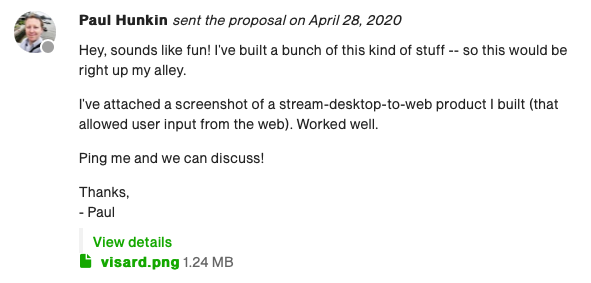 Paul Hunkin sent the proposal on April 28, 2020
Hey, sounds like fun! I've built a bunch of this kind of stuff -- so this would be
right up my alley.
I've attached a screenshot of a stream-desktop-to-web product I built (that
allowed user input from the web). Worked well.
Ping me and we can discuss!
Thanks,
- Paul
View details
visard.png 1.24 MB